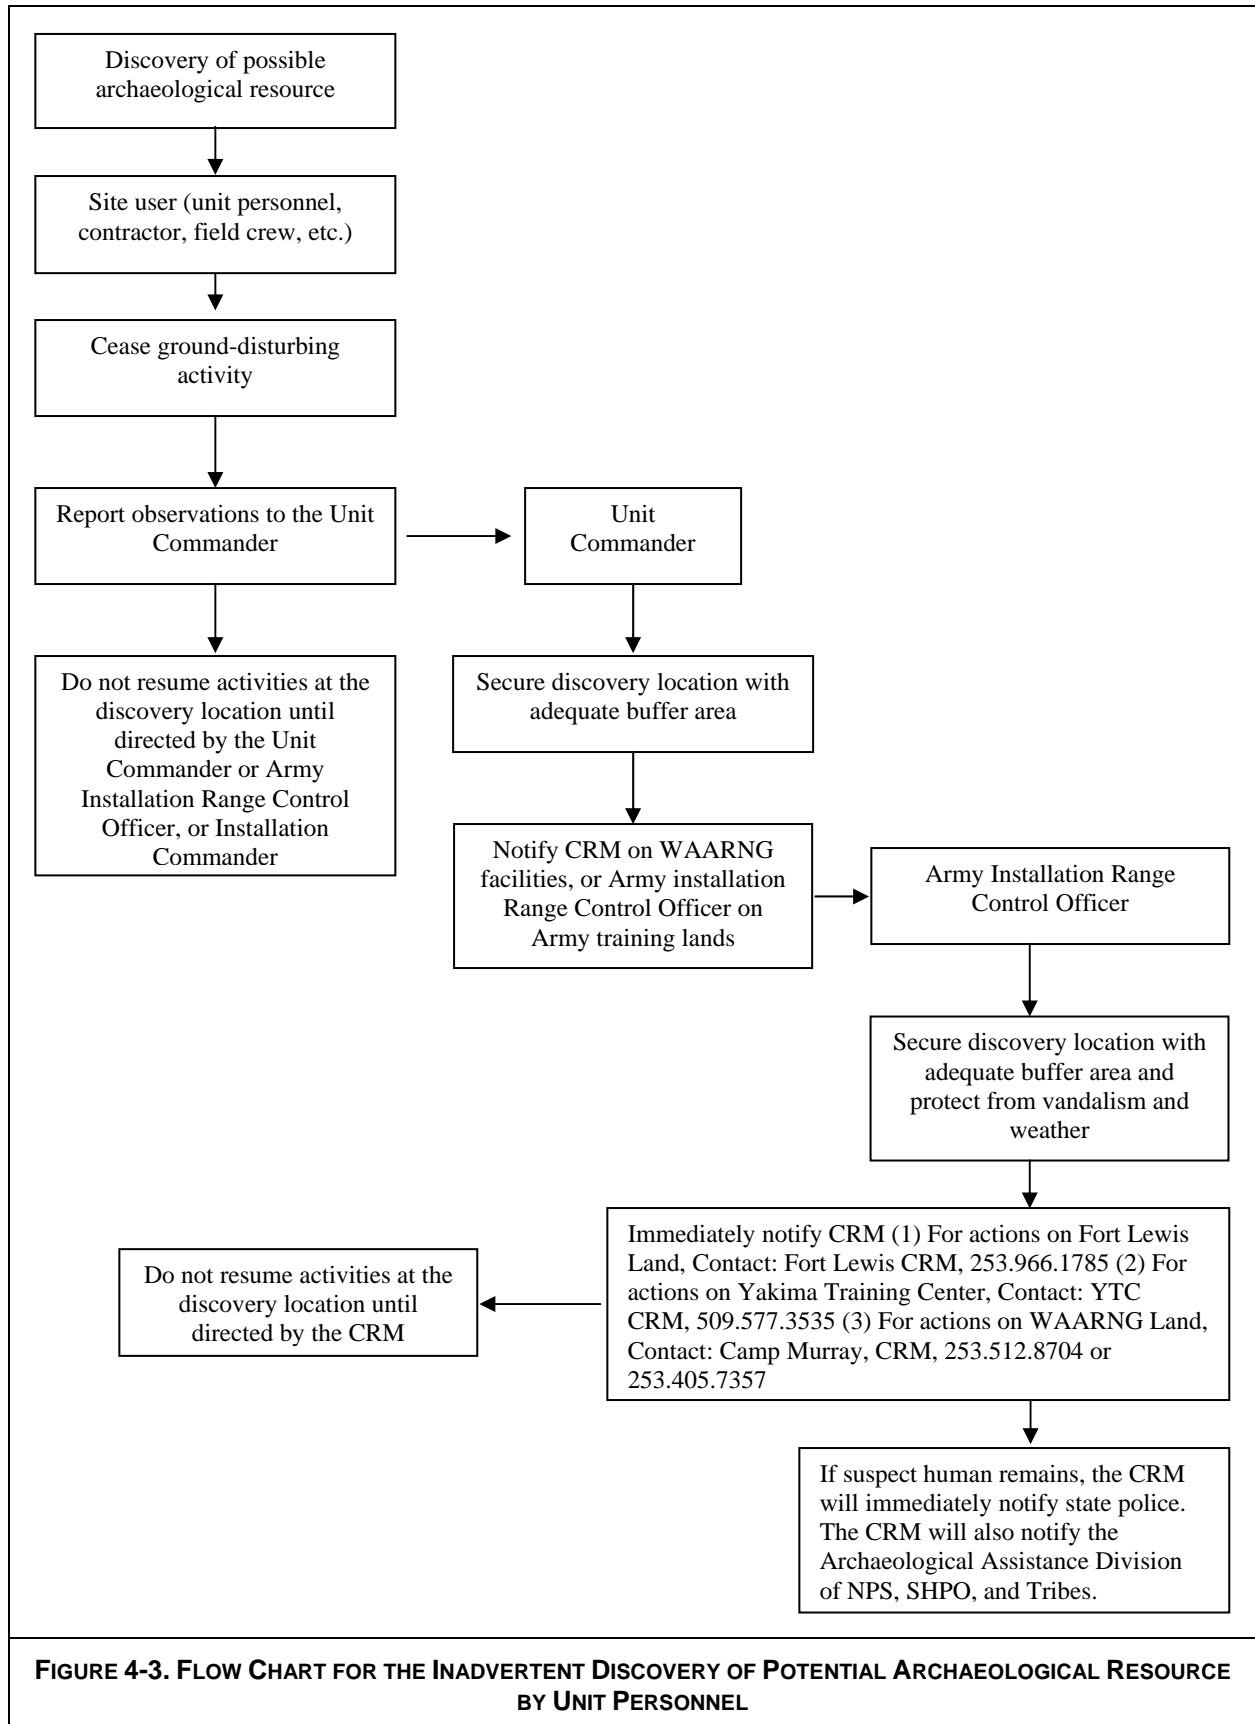 Discovery of possible
archaeological resource
Site user (unit personnel,
contractor, field crew, etc.)
Cease ground-disturbing
activity
Report observations to the Unit
Commander
Unit
Commander
Do not resume activities at the
discovery location until
directed by the Unit
Commander or Army
Installation Range Control
Officer, or Installation
Commander
Secure discovery location with
adequate buffer area
Notify CRM on WAARNG
facilities, or Army installation
Range Control Officer on
Army training lands
Army Installation Range
Control Officer
Secure discovery location with
adequate buffer area and
protect from vandalism and
weather
Immediately notify CRM (1) For actions on Fort Lewis
Land, Contact: Fort Lewis CRM, 253.966.1785 (2) For
actions on Yakima Training Center, Contact: YTC
CRM, 509.577.3535 (3) For actions on WAARNG Land,
Contact: Camp Murray, CRM, 253.512.8704 or
253.405.7357
Do not resume activities at the
discovery location until
directed by the CRM
If suspect human remains, the CRM
will immediately notify state police.
The CRM will also notify the
Archaeological Assistance Division
of NPS, SHPO, and Tribes.
FIGURE 4-3. FLOW CHART FOR THE INADVERTENT DISCOVERY OF POTENTIAL ARCHAEOLOGICAL RESOURCE
BY UNIT PERSONNEL